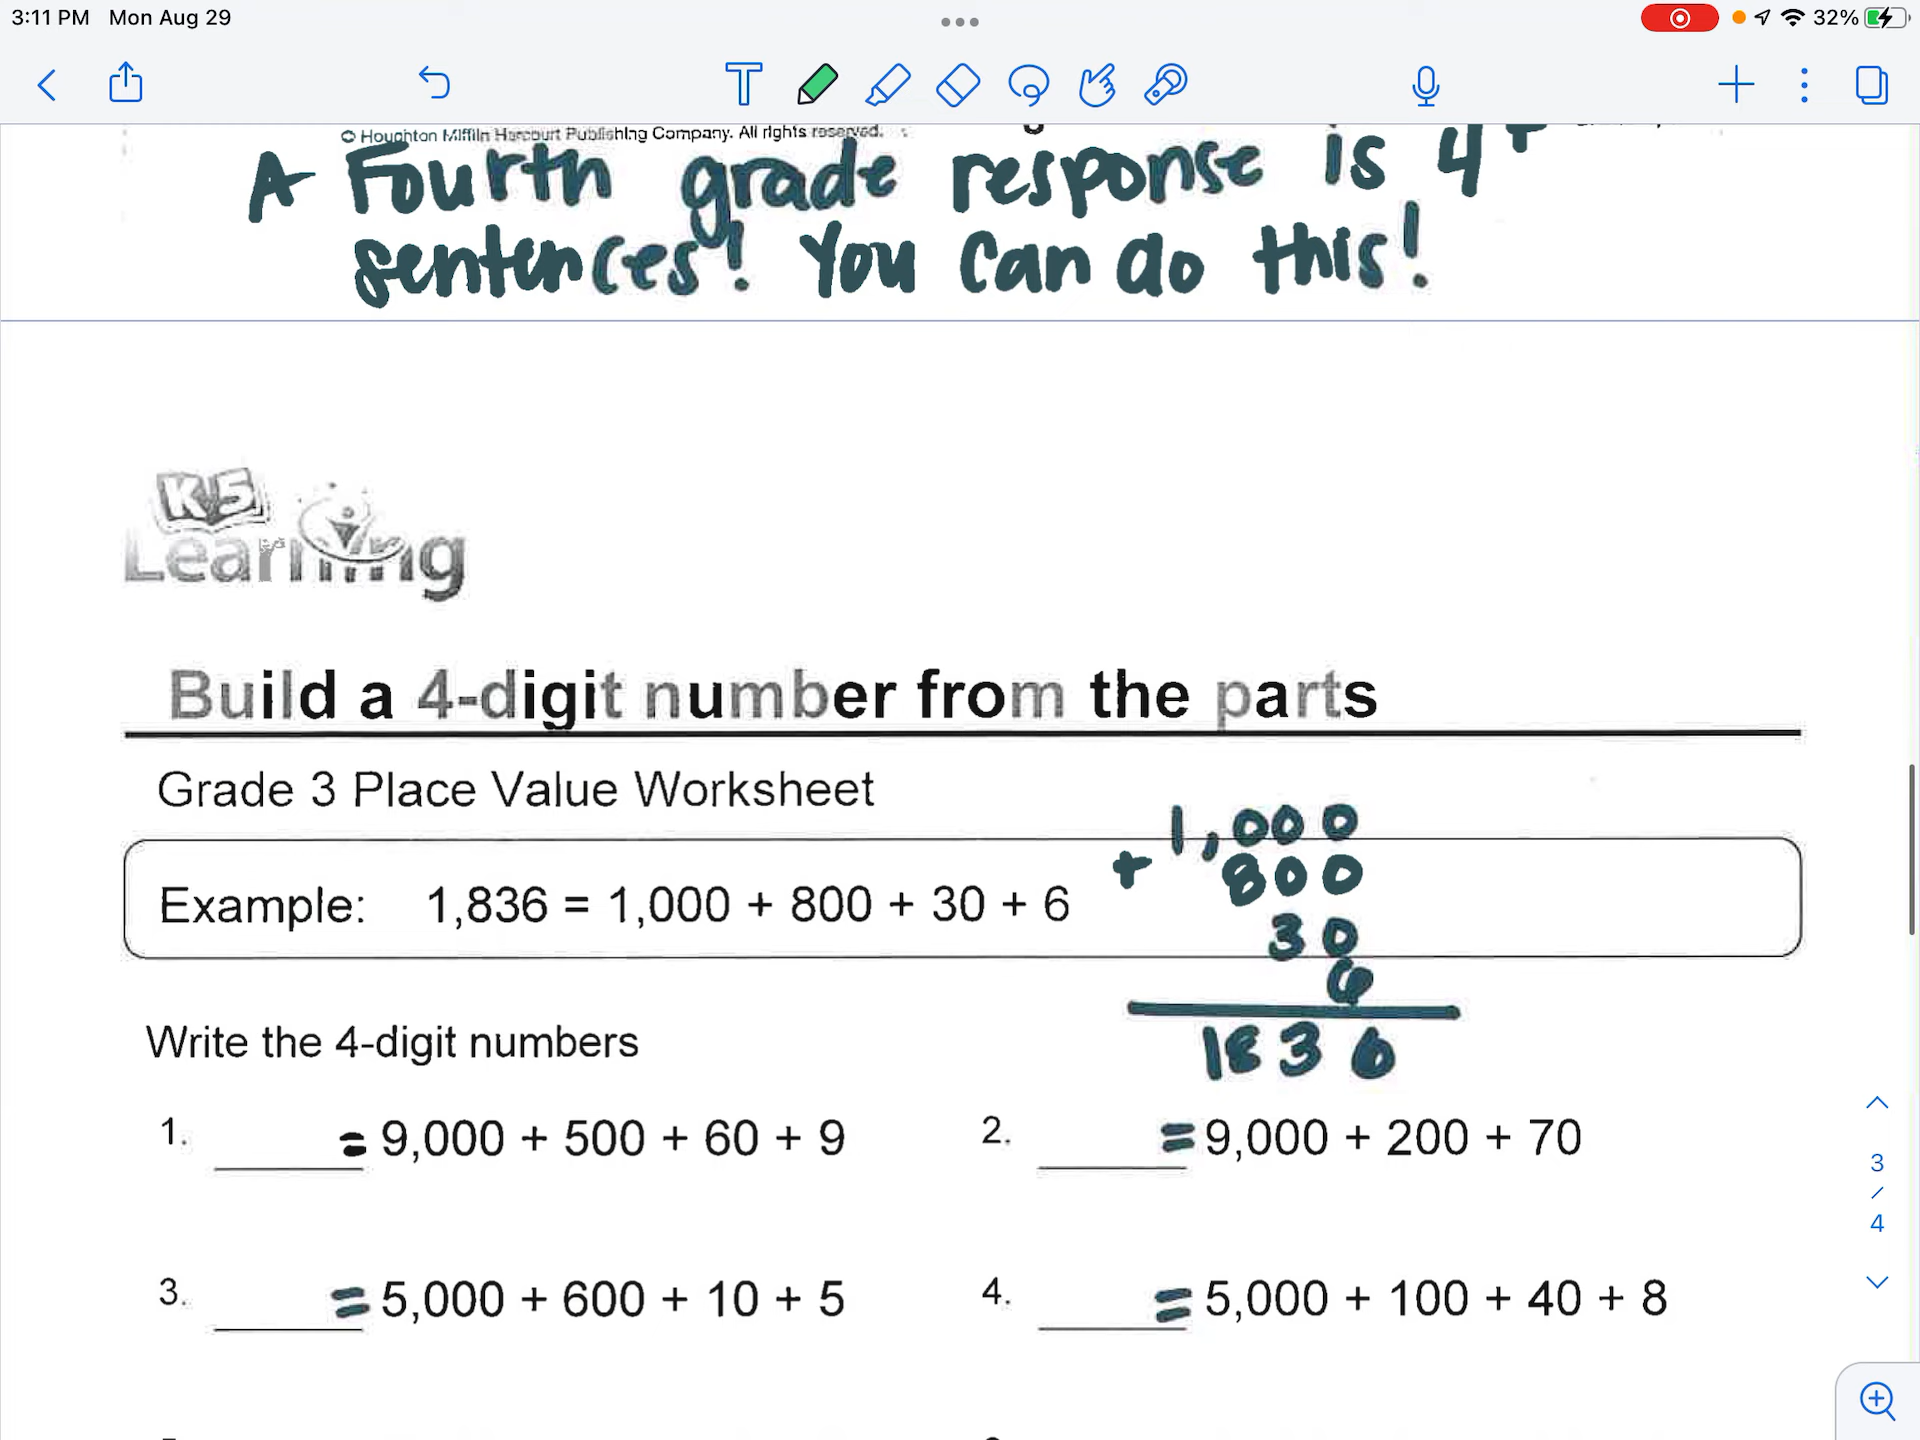 3:11 PM Mon Aug 29
32%
T
© Houghton Mifflin Harcourt Publishing Company. All rights reserved.
A Fourth grade response is 4+
sentences! You can do this!
K5
Learning
Build a 4-digit number from the parts
Grade 3 Place Value Worksheet
Example: 1,836 = 1,000 + 800 + 30 + 6
1,000
+ 800
30
6
1836
Write the 4-digit numbers
1. ______ = 9,000 + 500 + 60 + 9
2. ______ = 9,000 + 200 + 70
3. ______ = 5,000 + 600 + 10 + 5
4. ______ = 5,000 + 100 + 40 + 8
3
/
4